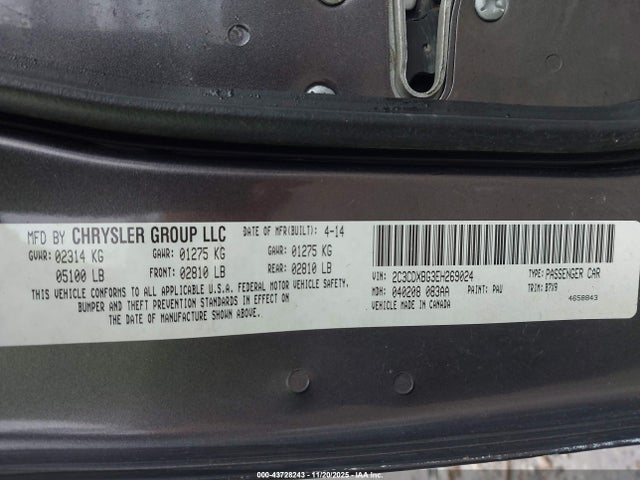 MFD BY CHRYSLER GROUP LLC DATE OF MFR(BUILT): 4-14
GVWR: 02314 KG GAWR: 01275 KG GAWR: 01275 KG
05100 LB FRONT: 02810 LB REAR: 02810 LB
THIS VEHICLE CONFORMS TO ALL APPLICABLE U.S.A. FEDERAL MOTOR VEHICLE SAFETY,
BUMPER AND THEFT PREVENTION STANDARDS IN EFFECT ON
THE DATE OF MANUFACTURE SHOWN ABOVE.
VIN: 2C3CDXBG3EH269024 TYPE: PASSENGER CAR
MDH: 040208 083AA PAINT: PAU TRIM: B7V9
VEHICLE MADE IN CANADA 4658843
000-43728243 | 11/20/2025 | IAAI.COM